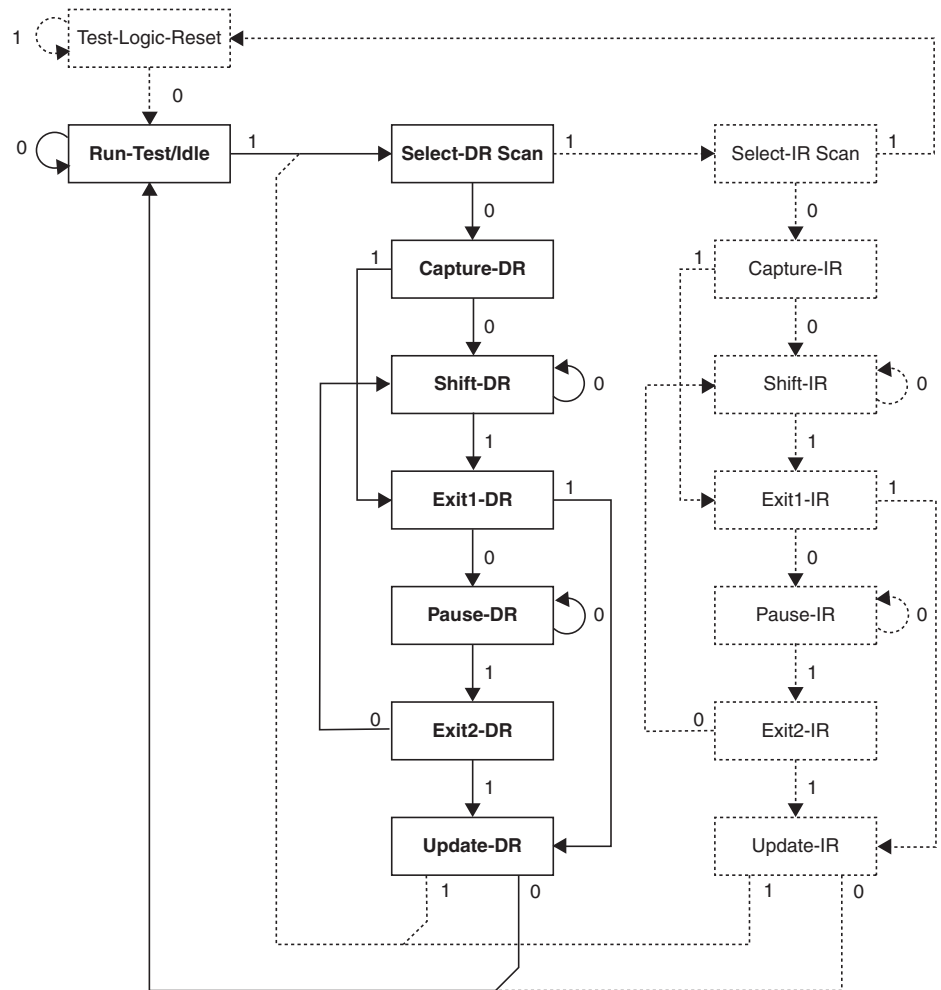 1
Test-Logic-Reset
0
0
Run-Test/Idle
1
Select-DR Scan
1
Select-IR Scan
1
0
0
1
Capture-DR
1
Capture-IR
0
0
Shift-DR
0
Shift-IR
0
1
1
Exit1-DR
1
Exit1-IR
1
0
0
Pause-DR
0
Pause-IR
0
1
1
0
Exit2-DR
0
Exit2-IR
1
1
Update-DR
Update-IR
1
0
1
0